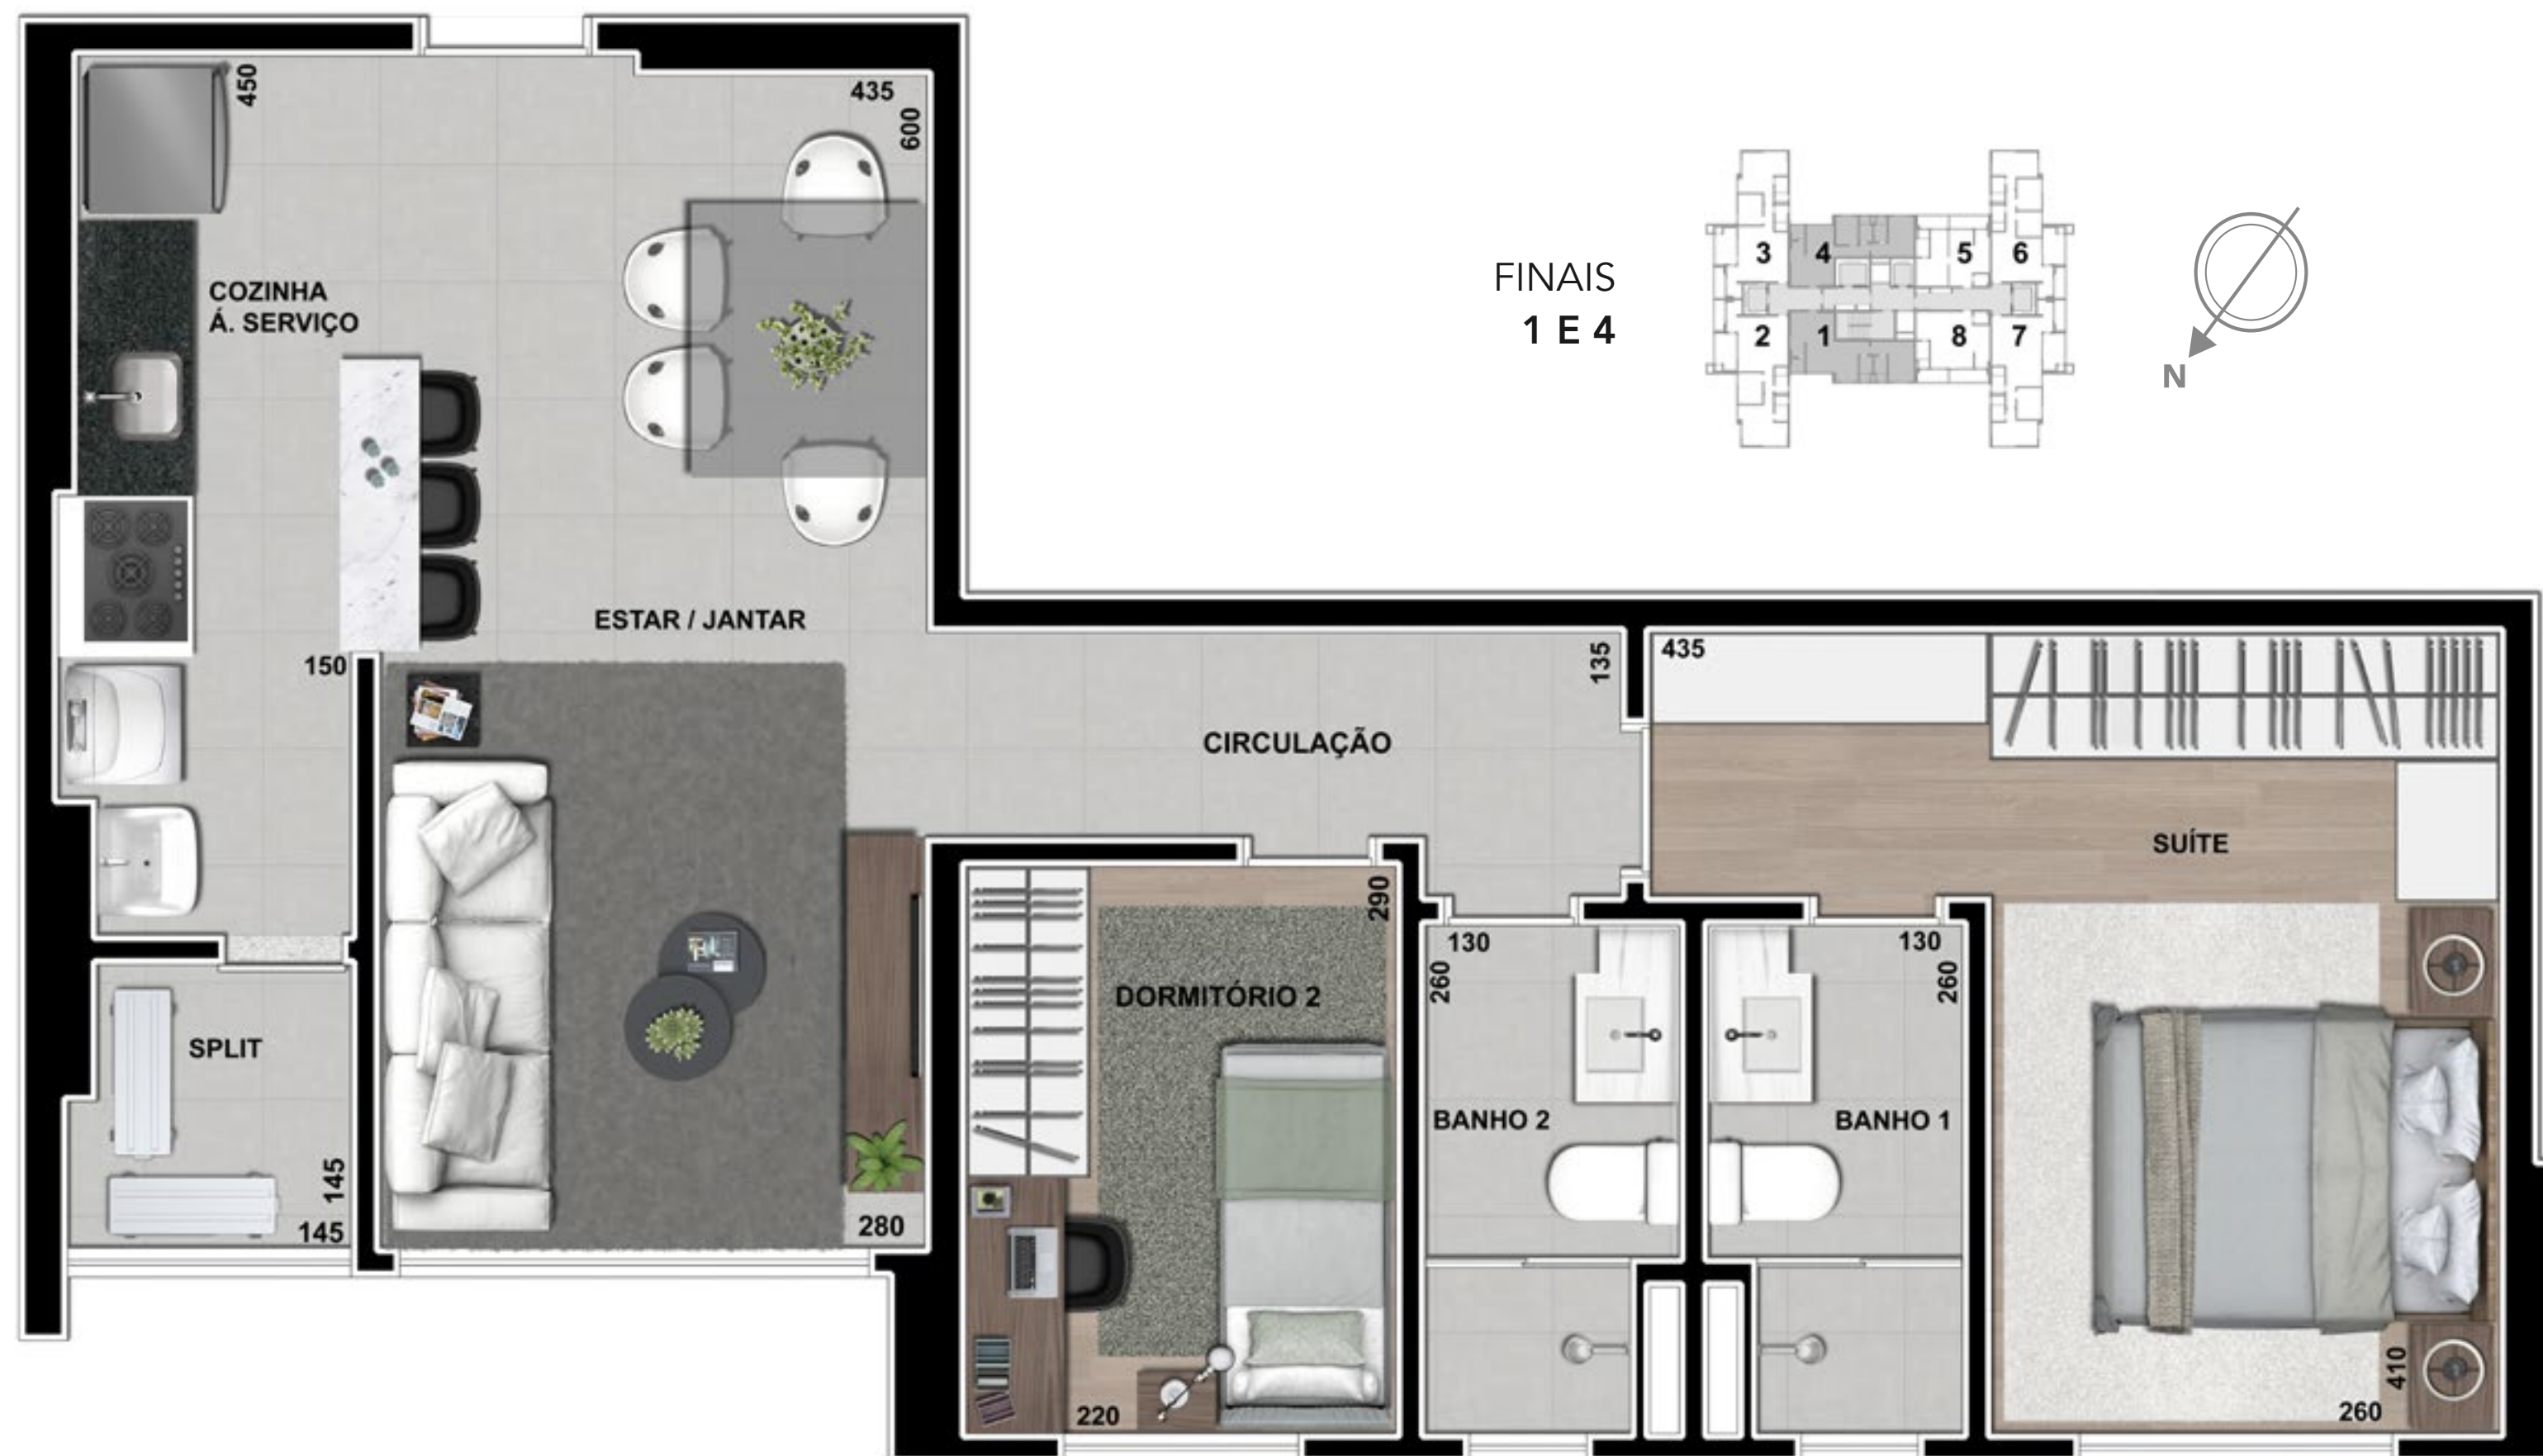 450
435
600
COZINHA
Á. SERVIÇO
ESTAR / JANTAR
150
FINAIS
1 E 4
3
4
5
6
2
1
8
7
N
135
435
CIRCULAÇÃO
SUÍTE
290
DORMITÓRIO 2
130
260
130
260
SPLIT
BANHO 2
BANHO 1
145
145
280
220
410
260